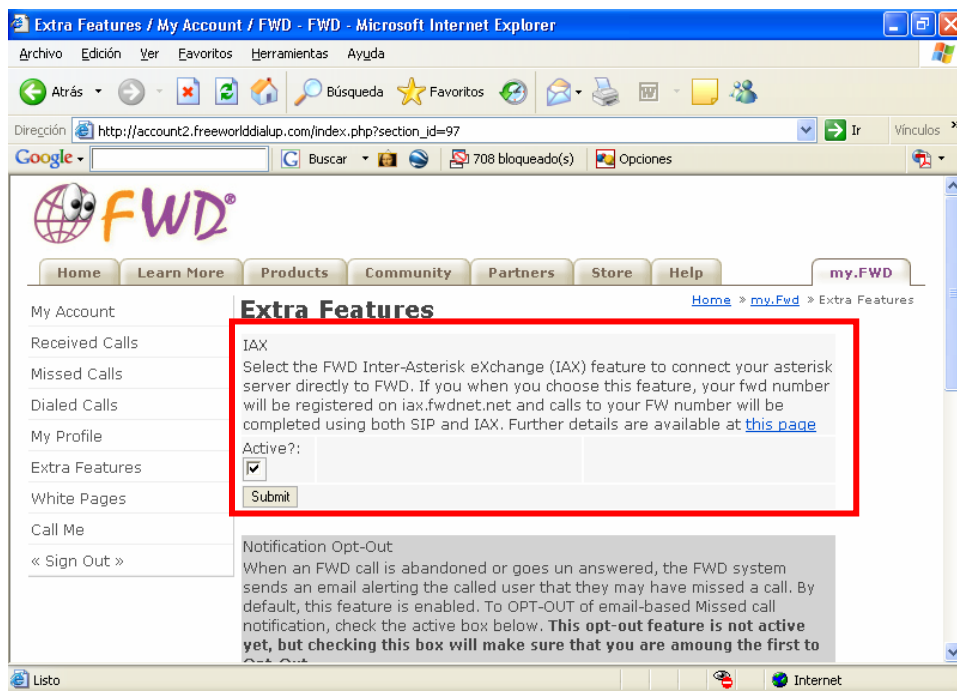 Extra Features / My Account / FWD - FWD - Microsoft Internet Explorer
Archivo Edición Ver Favoritos Herramientas Ayuda
Atrás Búsqueda Favoritos
Dirección http://account2.freeworlddialup.com/index.php?section_id=97 Ir Vínculos »
Google Buscar 708 bloqueado(s) Opciones
FWD®
Home Learn More Products Community Partners Store Help my.FWD
Home » my.Fwd » Extra Features
My Account
Received Calls
Missed Calls
Dialed Calls
My Profile
Extra Features
White Pages
Call Me
« Sign Out »
Extra Features
IAX
Select the FWD Inter-Asterisk eXchange (IAX) feature to connect your asterisk
server directly to FWD. If you when you choose this feature, your fwd number
will be registered on iax.fwdnet.net and calls to your FW number will be
completed using both SIP and IAX. Further details are available at this page
Active?:
Submit
Notification Opt-Out
When an FWD call is abandoned or goes un answered, the FWD system
sends an email alerting the called user that they may have missed a call. By
default, this feature is enabled. To OPT-OUT of email-based Missed call
notification, check the active box below. This opt-out feature is not active
yet, but checking this box will make sure that you are amoung the first to
Opt-Out
Listo Internet